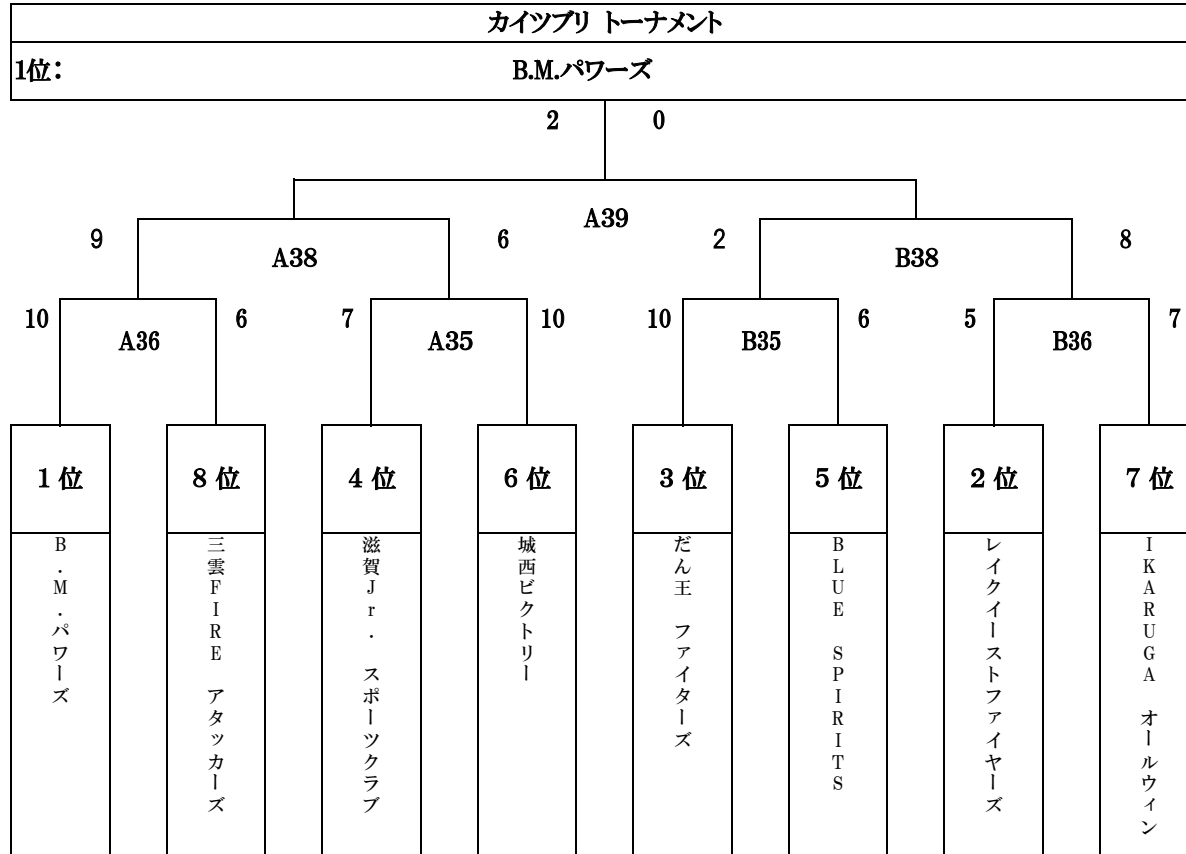 カイツブリ トーナメント
1位: B.M.パワーズ
2 0
A39
9 6 2 8
A38 B38
10 6 7 10 10 6 5 7
A36 A35 B35 B36
1 位 8 位 4 位 6 位 3 位 5 位 2 位 7 位
B.M.パワーズ
三雲FIRE アタッカーズ
滋賀Jr. スポーツクラブ
城西ビクトリー
だん王 ファイターズ
BLUE SPIRITS
レイクイーストファイヤーズ
IKARUGA オールウィン